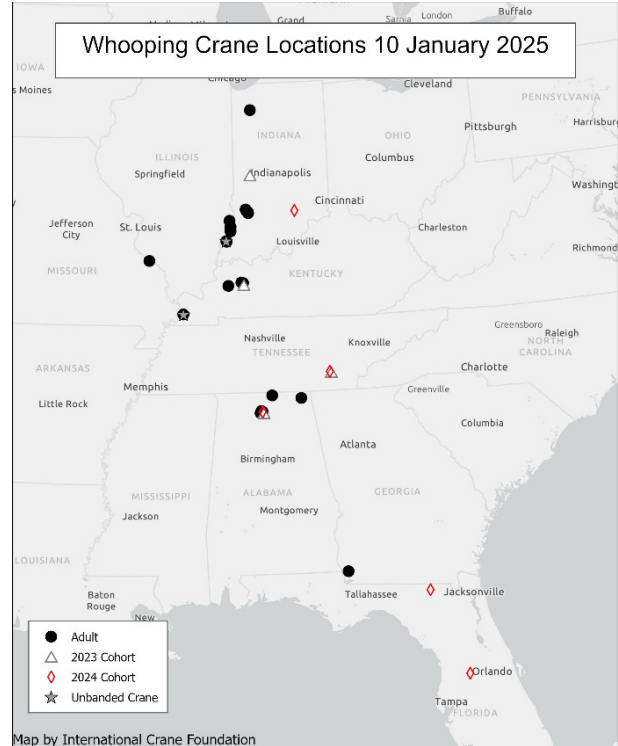 Buffalo
Madison
Grand
Sarnia
London
Whooping Crane Locations 10 January 2025
IOWA
s Moines
Chicago
Cleveland
PENNSYLVANIA
Pittsburgh
Harrisburg
INDIANA
OHIO
Columbus
ILLINOIS
Springfield
Indianapolis
Washingt
Cincinnati
Jefferson
City
St. Louis
Charleston
Louisville
Richmond
MISSOURI
KENTUCKY
Nashville
Knoxville
Greensboro
Raleigh
TENNESSEE
NORTH
CAROLINA
ARKANSAS
Charlotte
Memphis
Greenville
Little Rock
Columbia
Atlanta
Birmingham
MISSISSIPPI
ALABAMA
GEORGIA
Montgomery
Jackson
LOUISIANA
Tallahassee
Jacksonville
Baton
Rouge
New
Adult
2023 Cohort
2024 Cohort
Unbanded Crane
Orlando
Tampa
FLORIDA
Map by International Crane Foundation